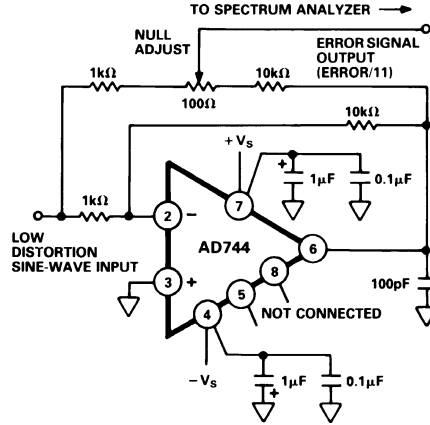 TO SPECTRUM ANALYZER
NULL
ADJUST
ERROR SIGNAL
OUTPUT
(ERROR/11)
1kΩ
100Ω
10kΩ
10kΩ
+VS
+
1μF
0.1μF
1kΩ
2
−
7
AD744
6
LOW
DISTORTION
SINE-WAVE INPUT
3
+
8
5
4
NOT CONNECTED
100pF
−VS
1μF
+
0.1μF